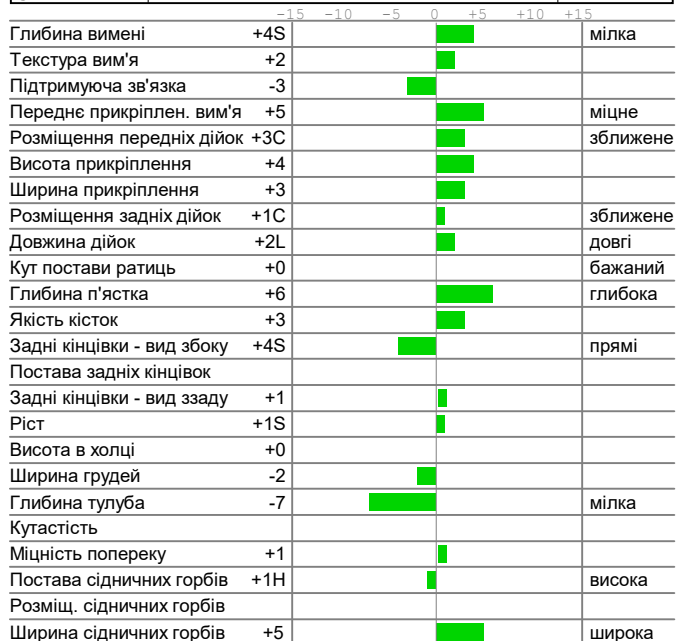 -15 -10 -5 0 +5 +10 +15
Глибина вимені +4S мілка
Текстура вим'я +2
Підтримуюча зв'язка -3
Переднє прикріплен. вим'я +5 міцне
Розміщення передніх дійок +3C зближене
Висота прикріплення +4
Ширина прикріплення +3
Розміщення задніх дійок +1C зближене
Довжина дійок +2L довгі
Кут постави ратиць +0 бажаний
Глибина п'ястка +6 глибока
Якість кісток +3
Задні кінцівки - вид збоку +4S прямі
Постава задніх кінцівок
Задні кінцівки - вид ззаду +1
Ріст +1S
Висота в холці +0
Ширина грудей -2
Глибина тулуба -7 мілка
Кутастість
Міцність попереку +1
Постава сідничних горбів +1H висока
Розміщ. сідничних горбів
Ширина сідничних горбів +5 широка